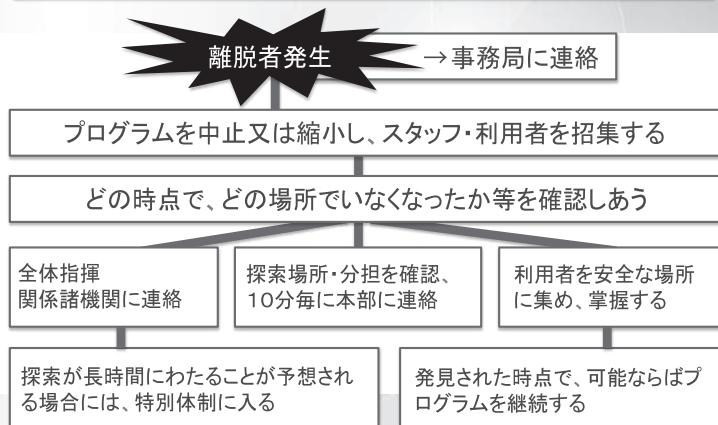 離脱者発生
→事務局に連絡
プログラムを中止又は縮小し、スタッフ・利用者を招集する
どの時点で、どの場所でいなくなったか等を確認しあう
全体指揮
関係諸機関に連絡
探索場所・分担を確認、
10分毎に本部に連絡
利用者を安全な場所
に集め、掌握する
探索が長時間にわたることが予想され
る場合には、特別体制に入る
発見された時点で、可能ならばプ
ログラムを継続する